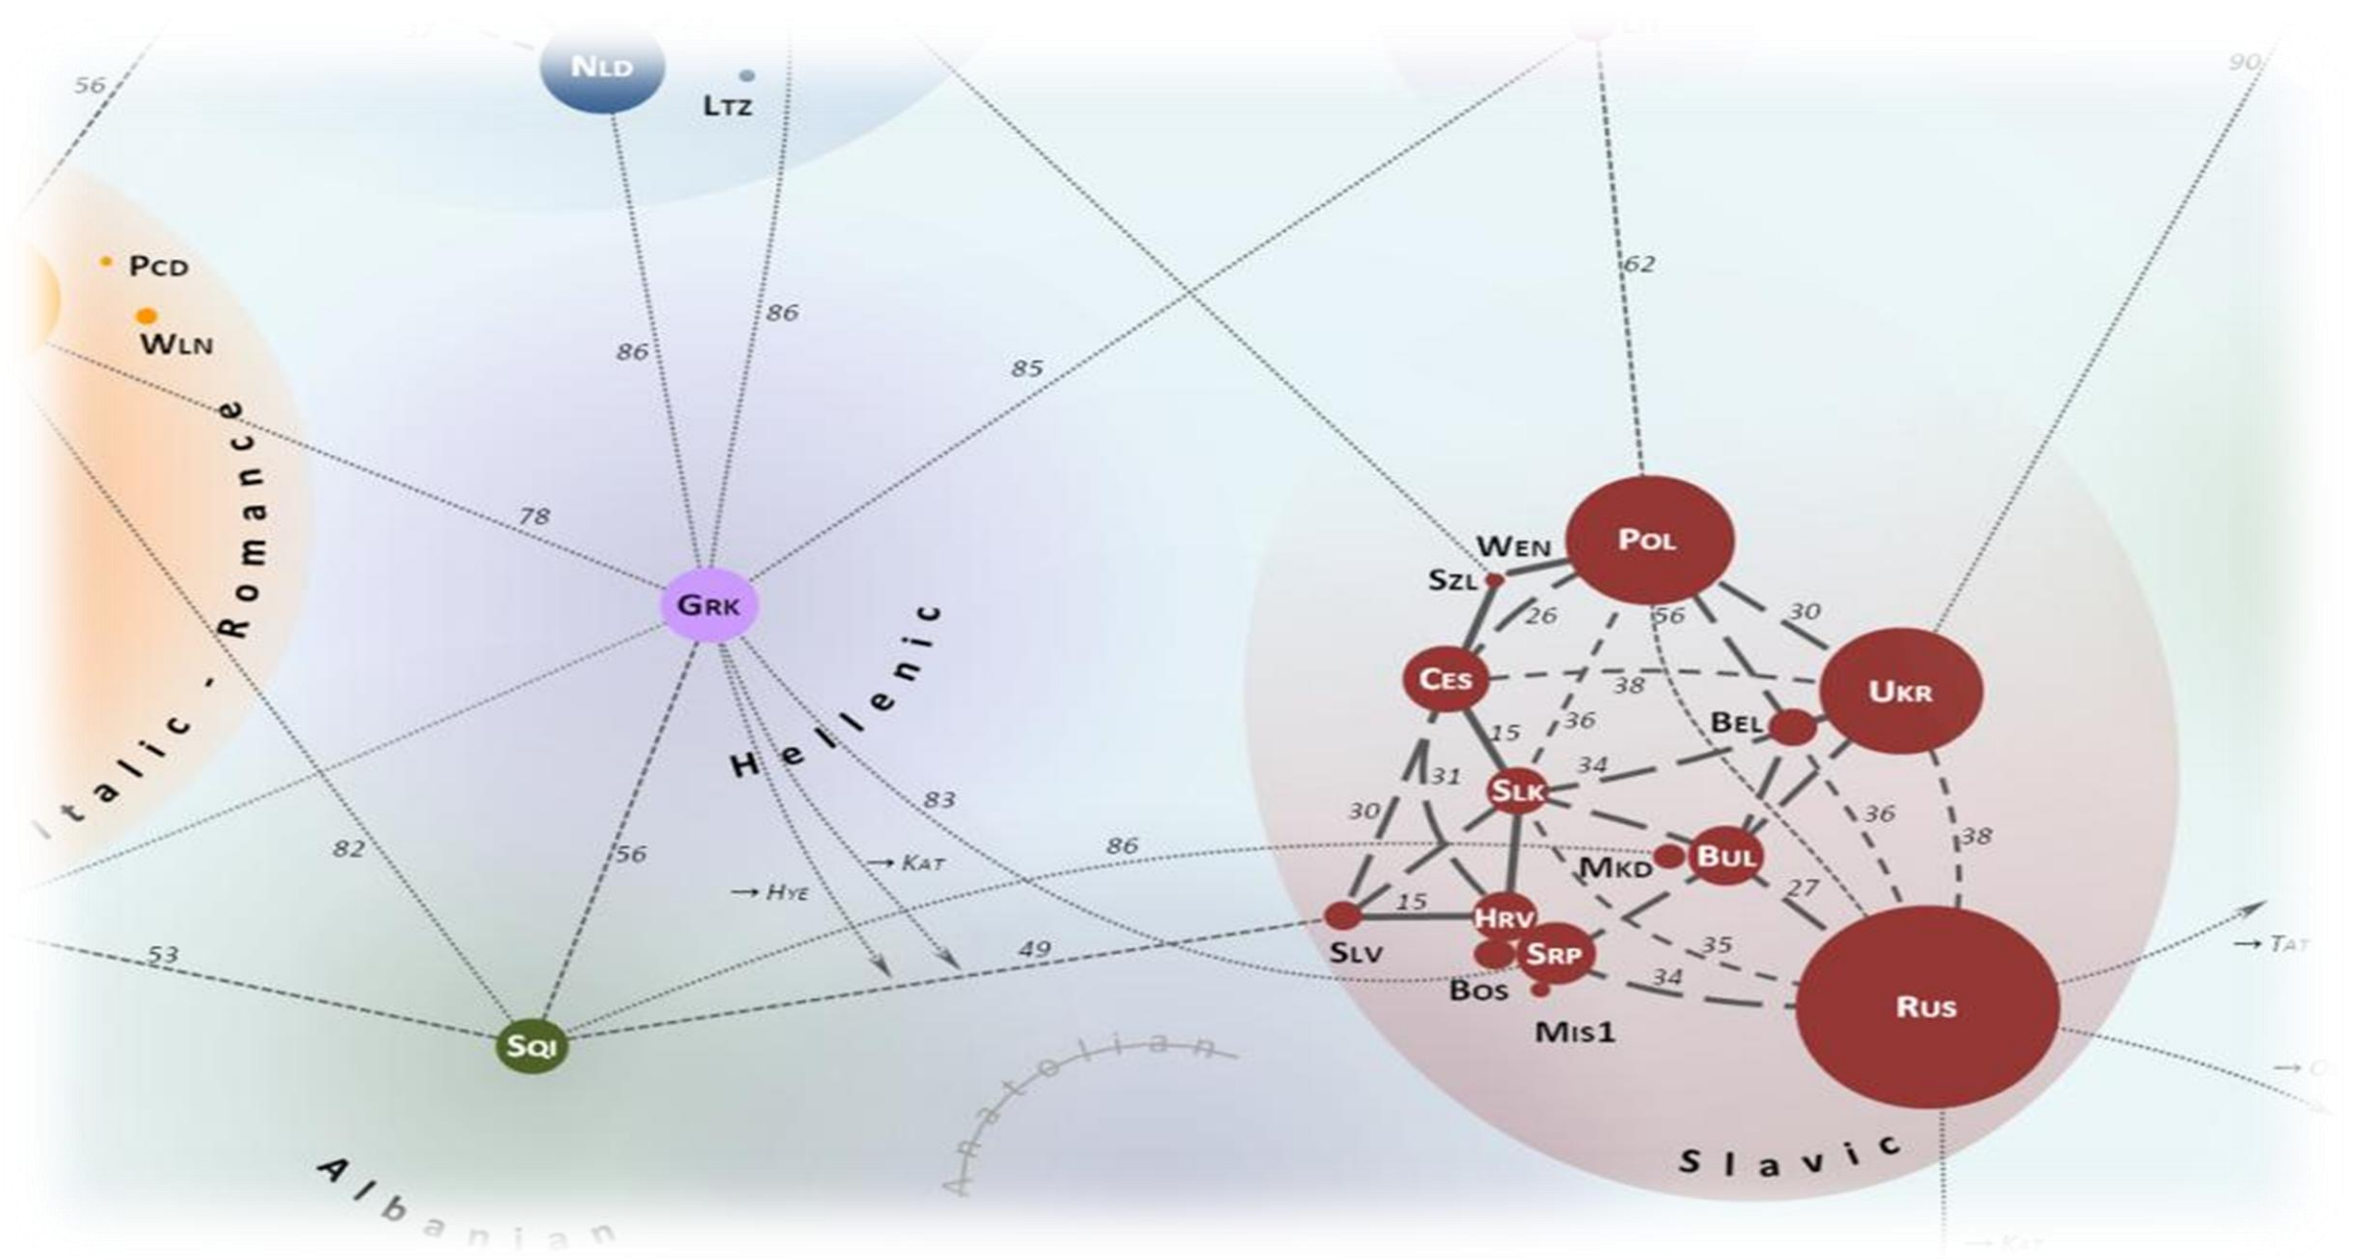 NLD
LTZ
56
90
PCD
WLN
86
86
85
62
78
Italic - Romance
GRK
Hellenic
WEN
POL
SZL
26
56
30
CES
38
UKR
BEL
15
36
34
31
30
SLK
36
38
83
86
82
56
→ KAT
→ HYE
MKD
BUL
27
15
HRV
SLV
SRP
35
34
49
53
→ TAT
BOS
RUS
SQI
MIS1
Anatolian
Slavic
Albanian